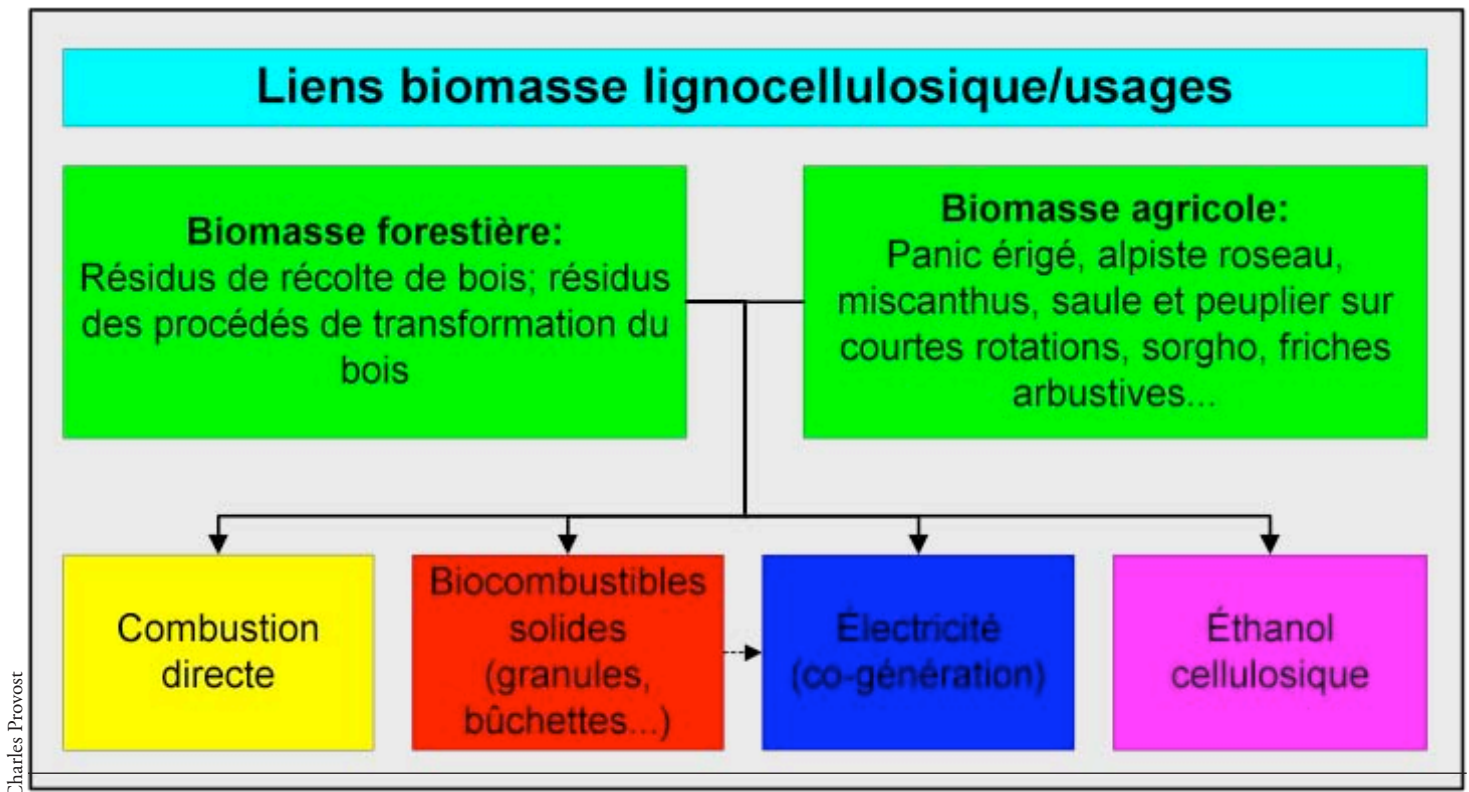 Liens biomasse lignocellulosique/usages
Biomasse forestière:
Résidus de récolte de bois; résidus
des procédés de transformation du
bois
Biomasse agricole:
Panic érigé, alpiste roseau,
miscanthus, saule et peuplier sur
courtes rotations, sorgho, friches
arbustives...
Combustion
directe
Biocombustibles
solides
(granules,
bûchettes...)
Électricité
(co-génération)
Éthanol
cellulosique
Charles Provost